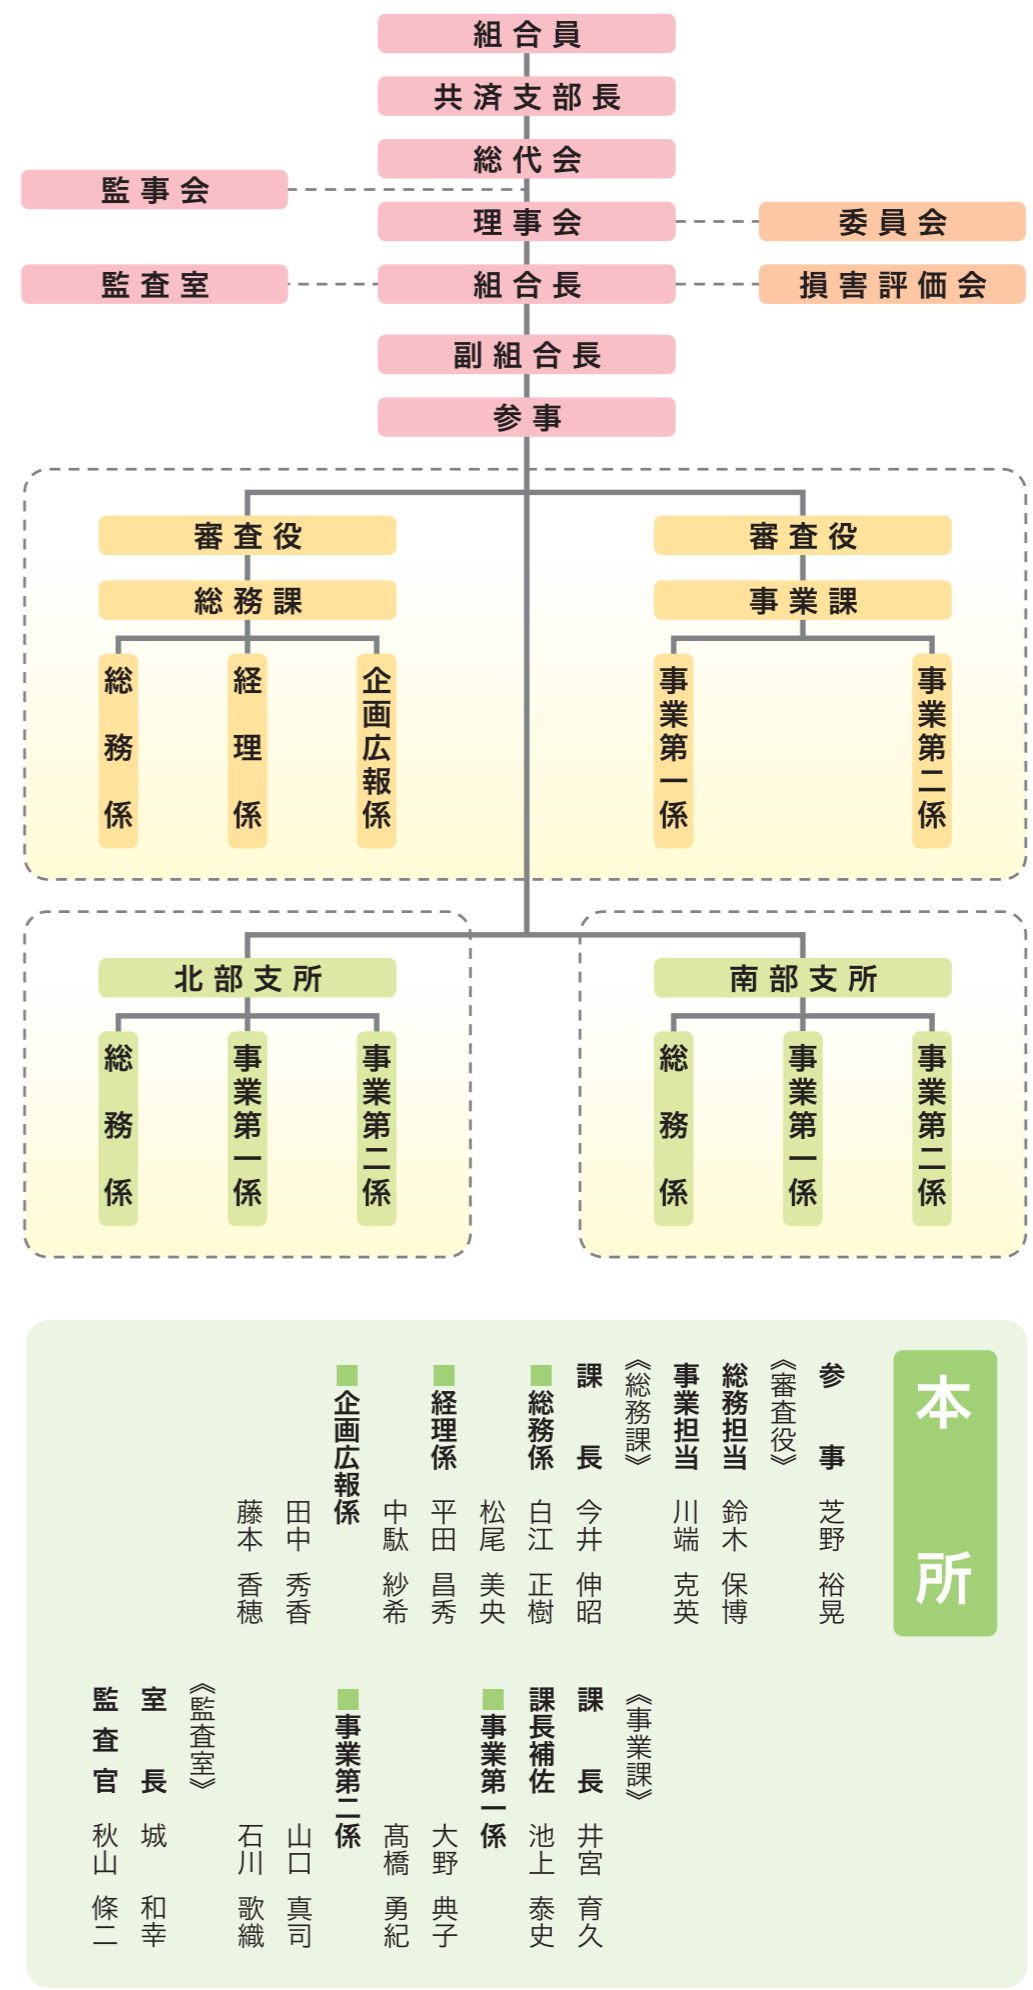 組合員
共済支部長
総代会
監事会
理事会
委員会
監査室
組合長
損害評価会
副組合長
参事
審査役
総務課
総務係
経理係
企画広報係
審査役
事業課
事業第一係
事業第二係
北部支所
総務係
事業第一係
事業第二係
南部支所
総務係
事業第一係
事業第二係
本所
参事 芝野 裕晃
《審査役》
総務担当 鈴木 保博
事業担当 川端 克英
《総務課》
課長 今井 伸昭
■総務係 白江 正樹
松尾 美央
■経理係 平田 昌秀
中駄 紗希
■企画広報係
田中 秀香
藤本 香穂
《事業課》
課長 井宮 育久
課長補佐 池上 泰史
■事業第一係
大野 典子
髙橋 勇紀
■事業第二係
山口 真司
石川 歌織
《監査室》
室長 城 和幸
監査官 秋山 條二